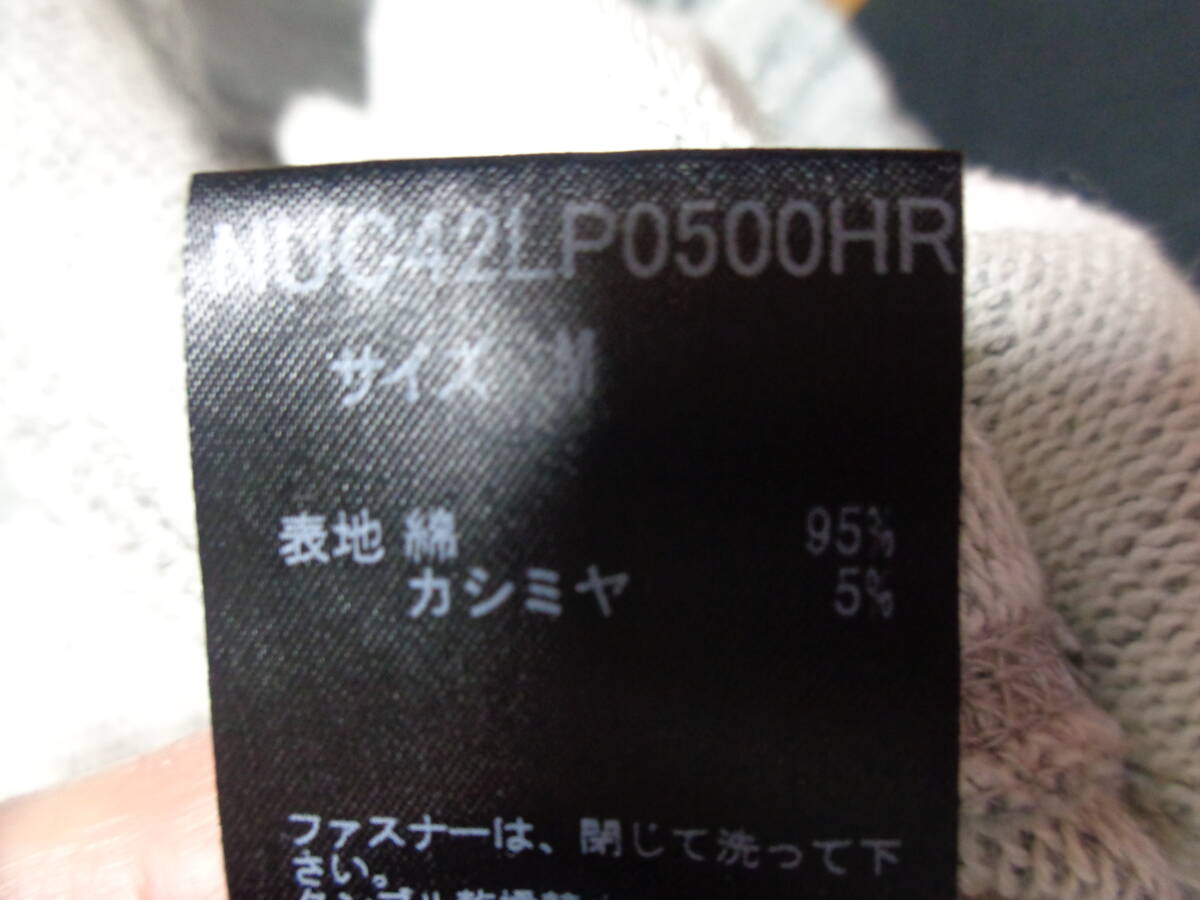 MUC42LP0500HR
サイズ M
表地 綿 95%
カシミヤ 5%
ファスナーは、閉じて洗って下
さい。